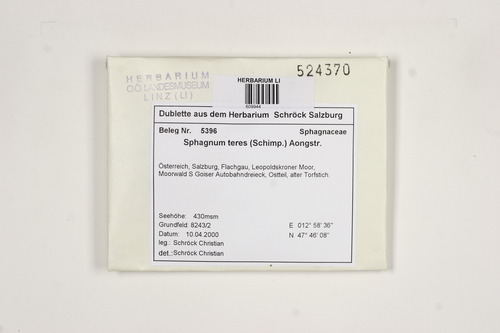 524370
HERBARIUM
O.Ö. LANDESMUSEUM
LINZ (LI)
HERBARIUM LI
609944
Dublette aus dem Herbarium Schröck Salzburg
Beleg Nr. 5396 Sphagnaceae
Sphagnum teres (Schimp.) Aongstr.
Österreich, Salzburg, Flachgau, Leopoldskroner Moor,
Moorwald S Goiser Autobahndreieck, Ostteil, alter Torfstich.
Seehöhe: 430msm E 012° 58' 36"
Grundfeld: 8243/2 N 47° 46' 08"
Datum: 10.04.2000
leg.: Schröck Christian
det.: Schröck Christian